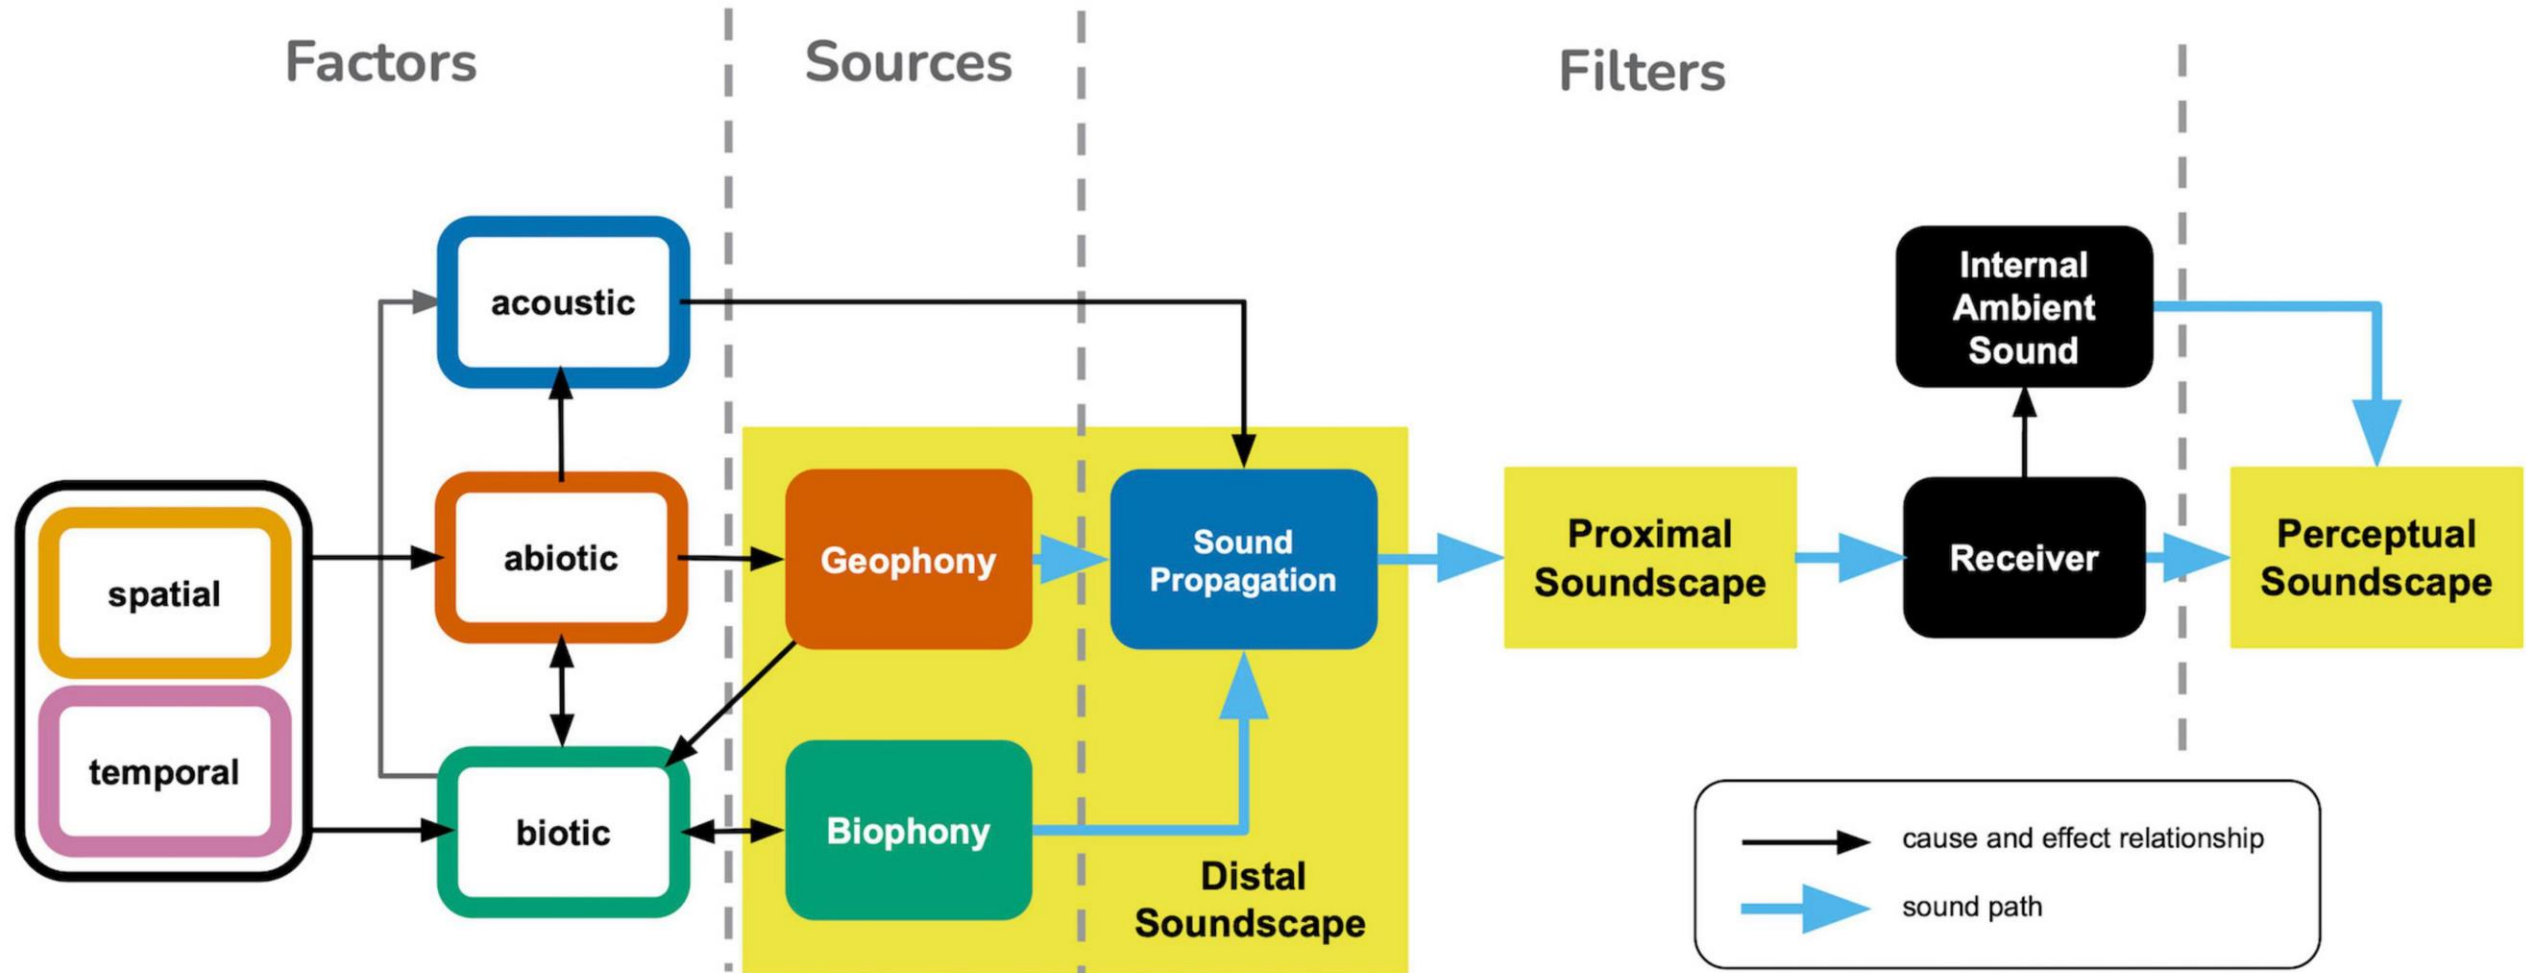 Factors
Sources
Filters
acoustic
abiotic
biotic
spatial
temporal
Geophony
Biophony
Sound
Propagation
Distal
Soundscape
Proximal
Soundscape
Internal
Ambient
Sound
Receiver
Perceptual
Soundscape
cause and effect relationship
sound path